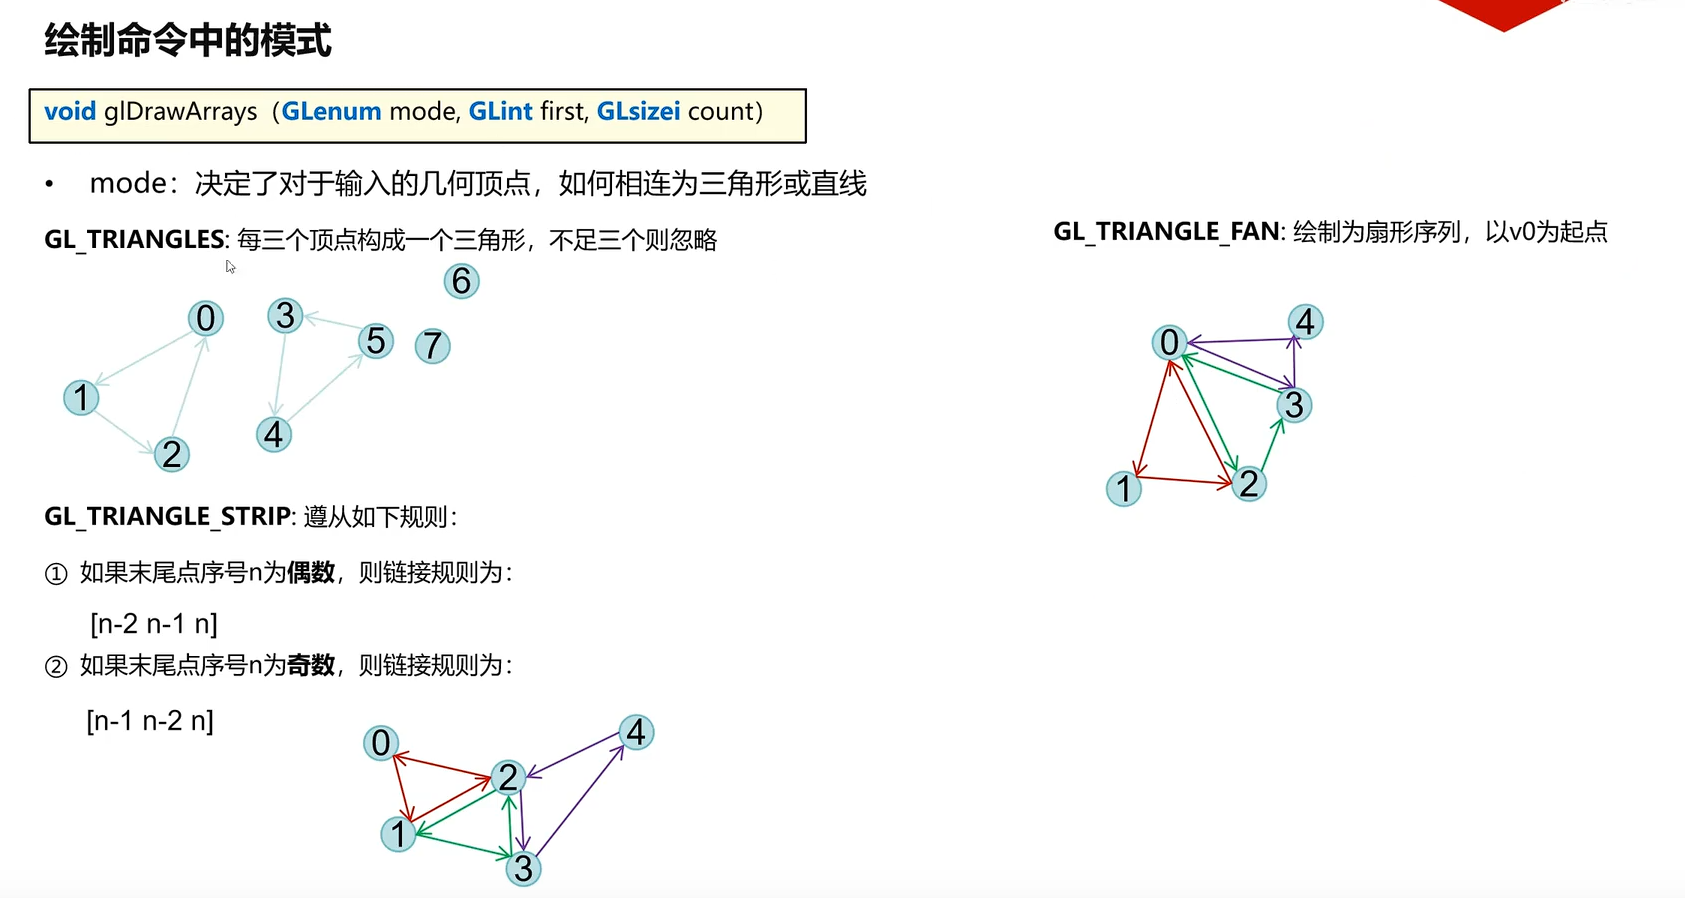 绘制命令中的模式
void glDrawArrays（GLenum mode, GLint first, GLsizei count）
• mode：决定了对于输入的几何顶点，如何相连为三角形或直线
GL_TRIANGLES: 每三个顶点构成一个三角形，不足三个则忽略
0
1
2
3
4
5
6
7
GL_TRIANGLE_STRIP: 遵从如下规则：
① 如果末尾点序号n为偶数，则链接规则为：
[n-2 n-1 n]
② 如果末尾点序号n为奇数，则链接规则为：
[n-1 n-2 n]
0
1
2
3
4
GL_TRIANGLE_FAN: 绘制为扇形序列，以v0为起点
0
1
2
3
4